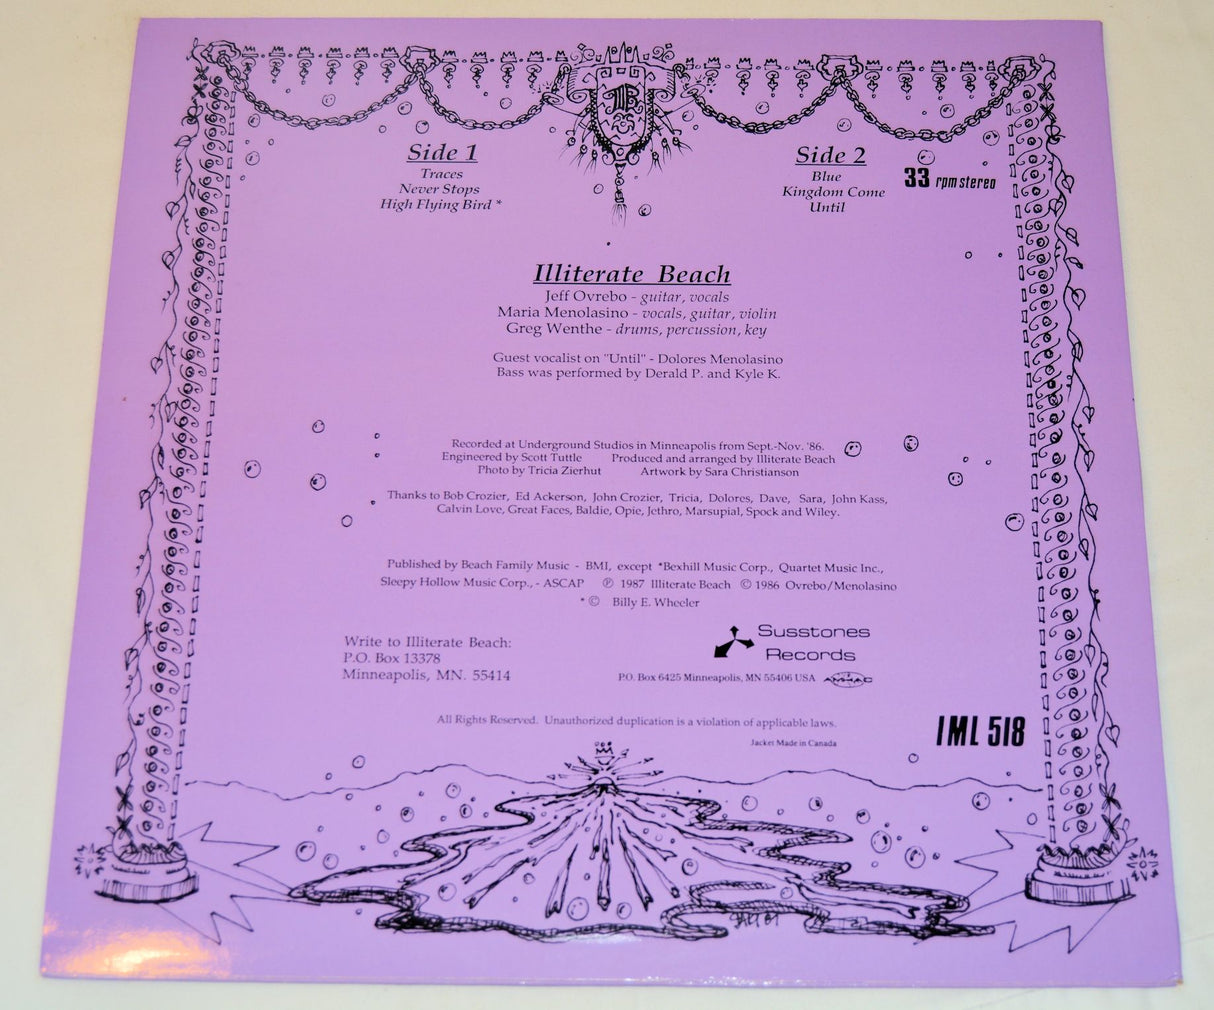 Side 1
Traces
Never Stops
High Flying Bird *
Side 2
Blue
Kingdom Come
Until
33 rpm stereo
Illiterate Beach
Jeff Ovrebo - guitar, vocals
Maria Menolasino - vocals, guitar, violin
Greg Wenthe - drums, percussion, key
Guest vocalist on "Until" - Dolores Menolasino
Bass was performed by Derald P. and Kyle K.
Recorded at Underground Studios in Minneapolis from Sept.-Nov. '86.
Engineered by Scott Tuttle Produced and arranged by Illiterate Beach
Photo by Tricia Zierhut Artwork by Sara Christianson
Thanks to Bob Crozier, Ed Ackerson, John Crozier, Tricia, Dolores, Dave, Sara, John Kass,
Calvin Love, Great Faces, Baldie, Opie, Jethro, Marsupial, Spock and Wiley.
Published by Beach Family Music - BMI, except *Bexhill Music Corp., Quartet Music Inc.,
Sleepy Hollow Music Corp., - ASCAP ℗ 1987 Illiterate Beach © 1986 Ovrebo/Menolasino
* © Billy E. Wheeler
Write to Illiterate Beach:
P.O. Box 13378
Minneapolis, MN. 55414
Susstones
Records
P.O. Box 6425 Minneapolis, MN 55406 USA
All Rights Reserved. Unauthorized duplication is a violation of applicable laws.
Jacket Made in Canada
IML 518